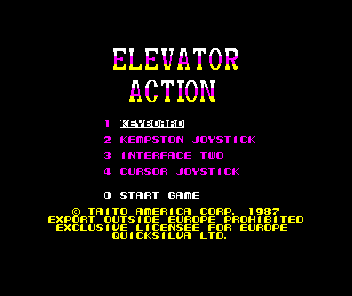 ELEVATOR
ACTION
1 KEYBOARD
2 KEMPSTON JOYSTICK
3 INTERFACE TWO
4 CURSOR JOYSTICK
0 START GAME
© TAITO AMERICA CORP. 1987
EXPORT OUTSIDE EUROPE PROHIBITED
EXCLUSIVE LICENSEE FOR EUROPE
QUICKSILVA LTD.